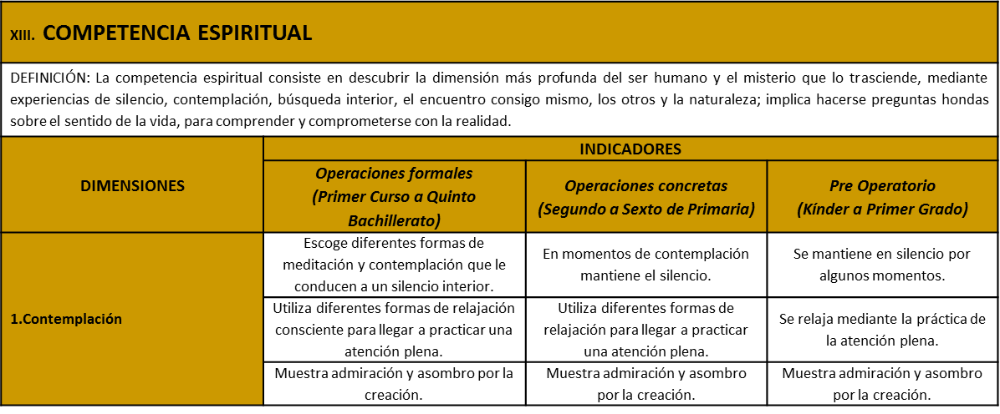 XIII. COMPETENCIA ESPIRITUAL
DEFINICIÓN: La competencia espiritual consiste en descubrir la dimensión más profunda del ser humano y el misterio que lo trasciende, mediante
experiencias de silencio, contemplación, búsqueda interior, el encuentro consigo mismo, los otros y la naturaleza; implica hacerse preguntas hondas
sobre el sentido de la vida, para comprender y comprometerse con la realidad.
DIMENSIONES
INDICADORES
Operaciones formales
(Primer Curso a Quinto
Bachillerato)
Operaciones concretas
(Segundo a Sexto de Primaria)
Pre Operatorio
(Kínder a Primer Grado)
1.Contemplación
Escoge diferentes formas de
meditación y contemplación que le
conducen a un silencio interior.
En momentos de contemplación
mantiene el silencio.
Se mantiene en silencio por
algunos momentos.
Utiliza diferentes formas de relajación
consciente para llegar a practicar una
atención plena.
Utiliza diferentes formas de
relajación para llegar a practicar
una atención plena.
Se relaja mediante la práctica de
la atención plena.
Muestra admiración y asombro por la
creación.
Muestra admiración y asombro
por la creación.
Muestra admiración y asombro
por la creación.